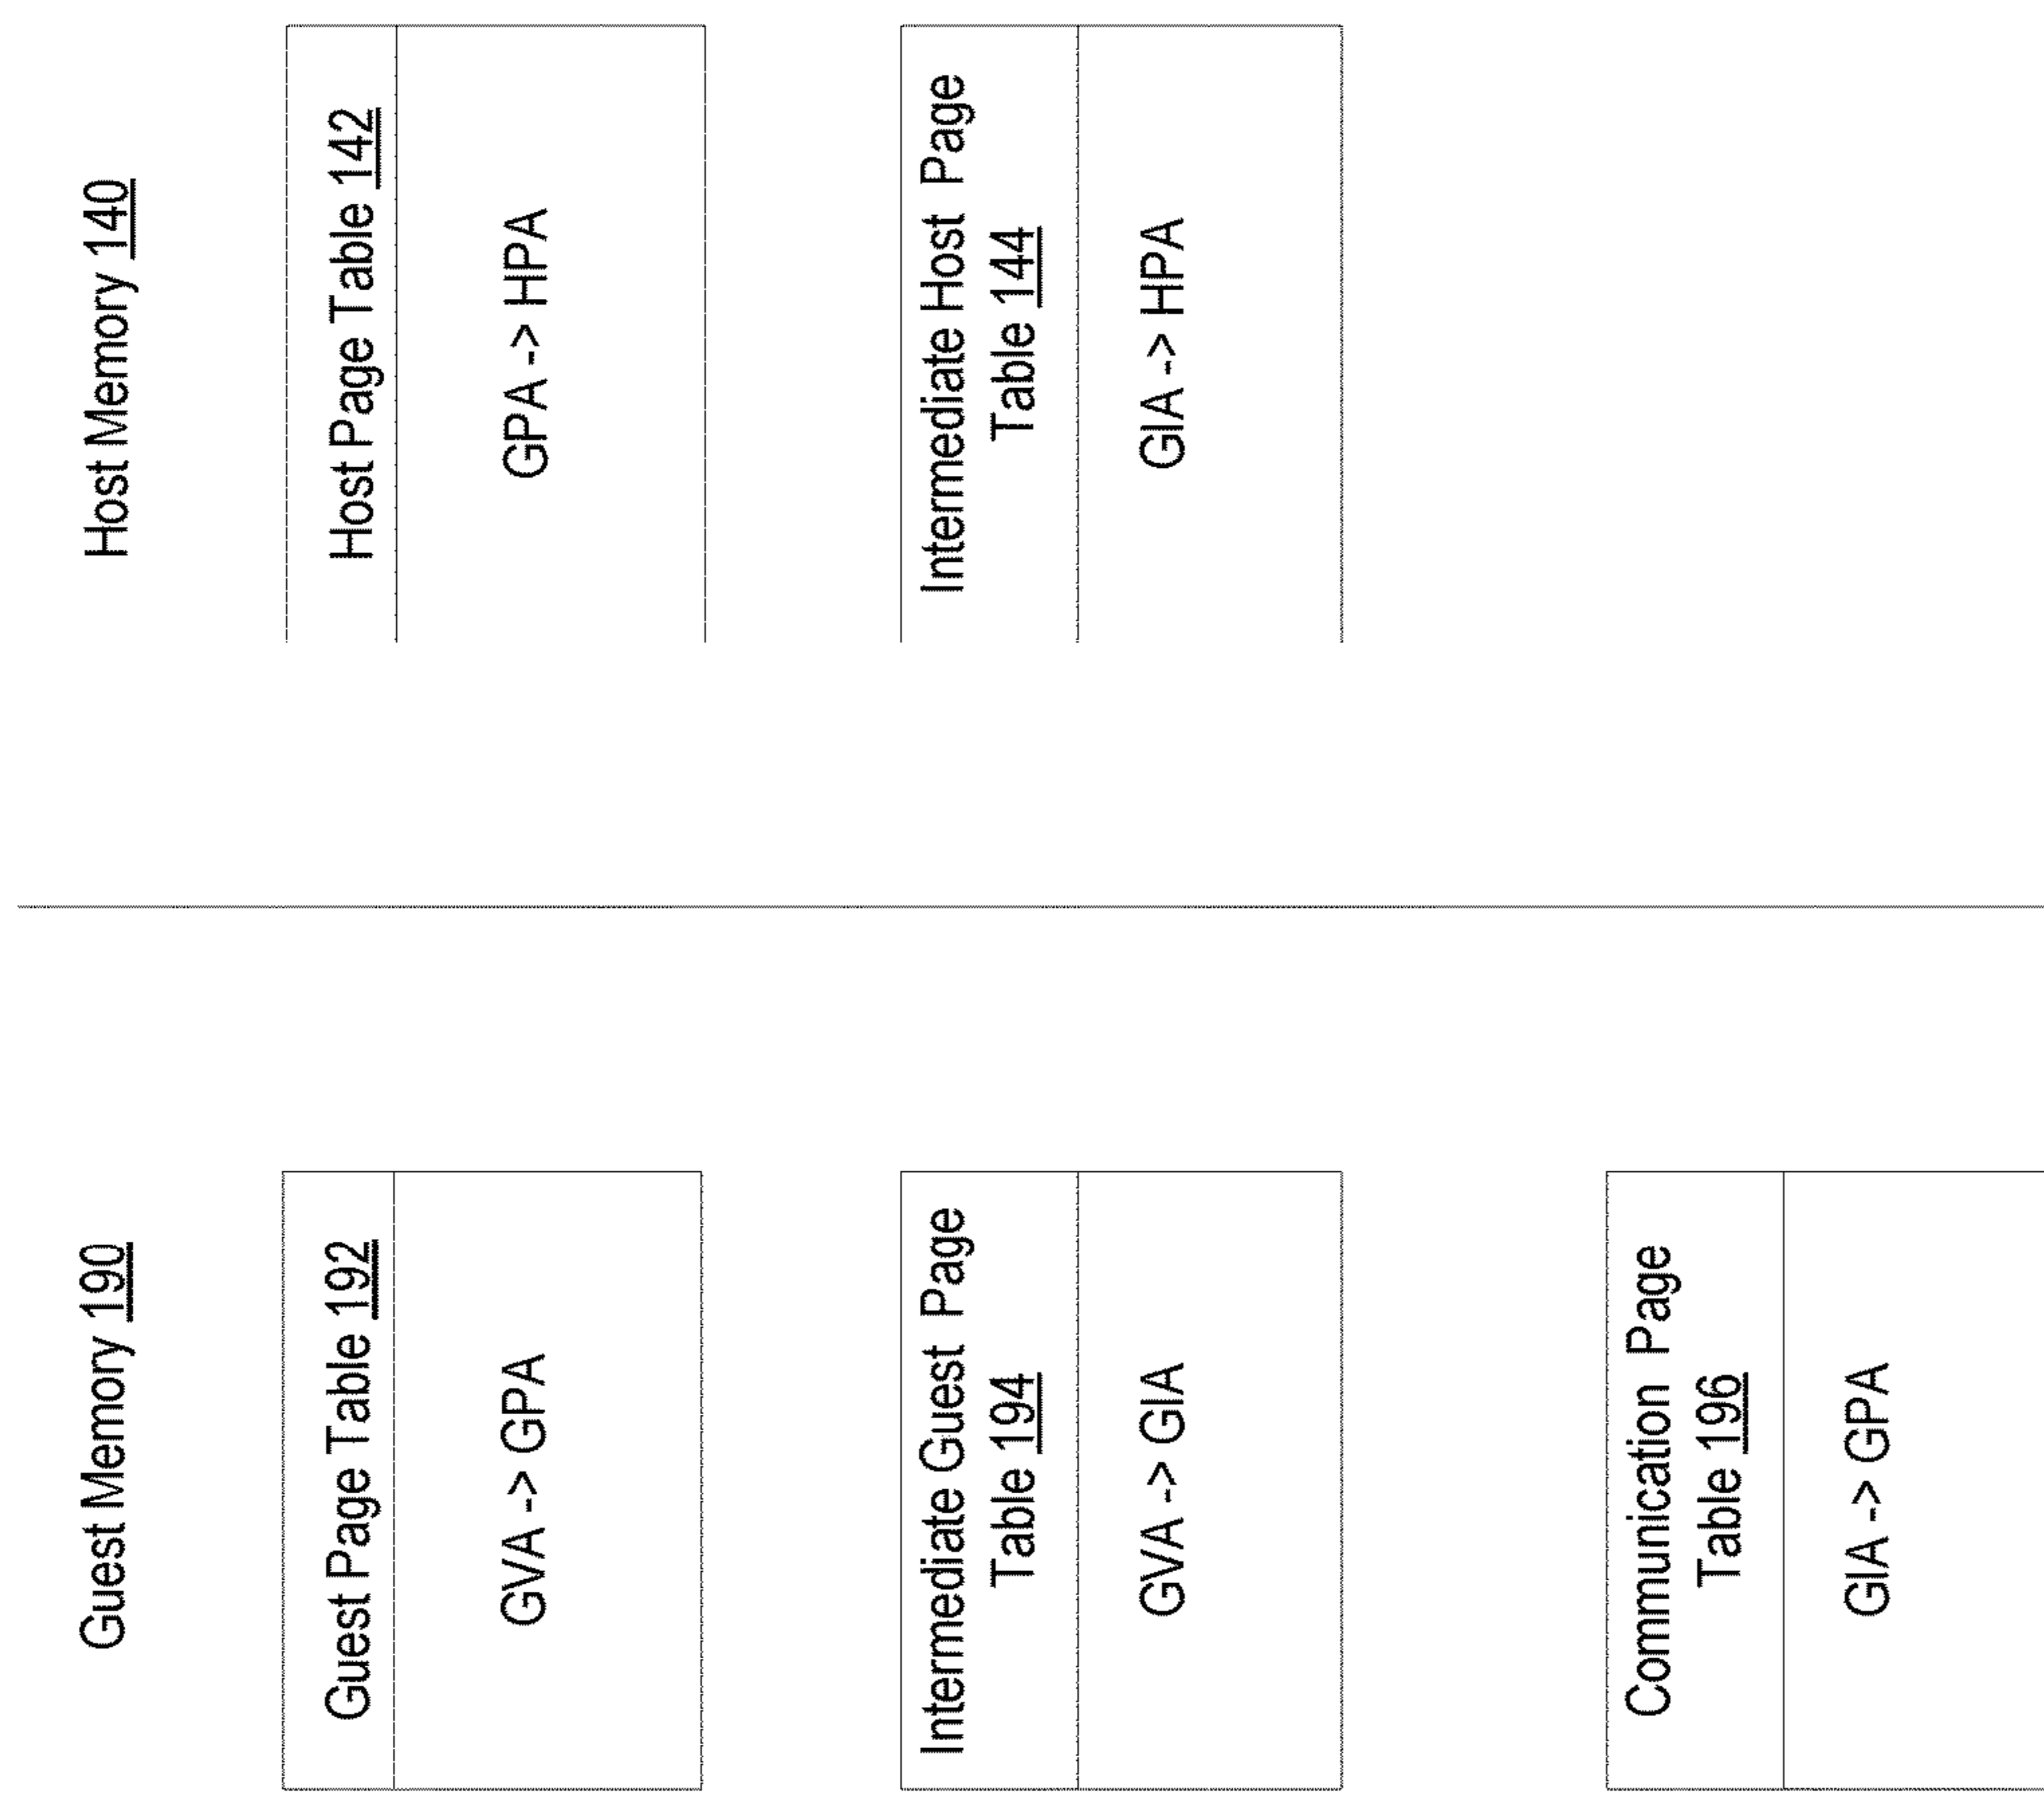 Guest Memory 190
Guest Page Table 192
GVA -> GPA
Intermediate Guest Page
Table 194
GVA -> GIA
Communication Page
Table 196
GIA -> GPA
Host Memory 140
Host Page Table 142
GPA -> HPA
Intermediate Host Page
Table 144
GIA -> HPA